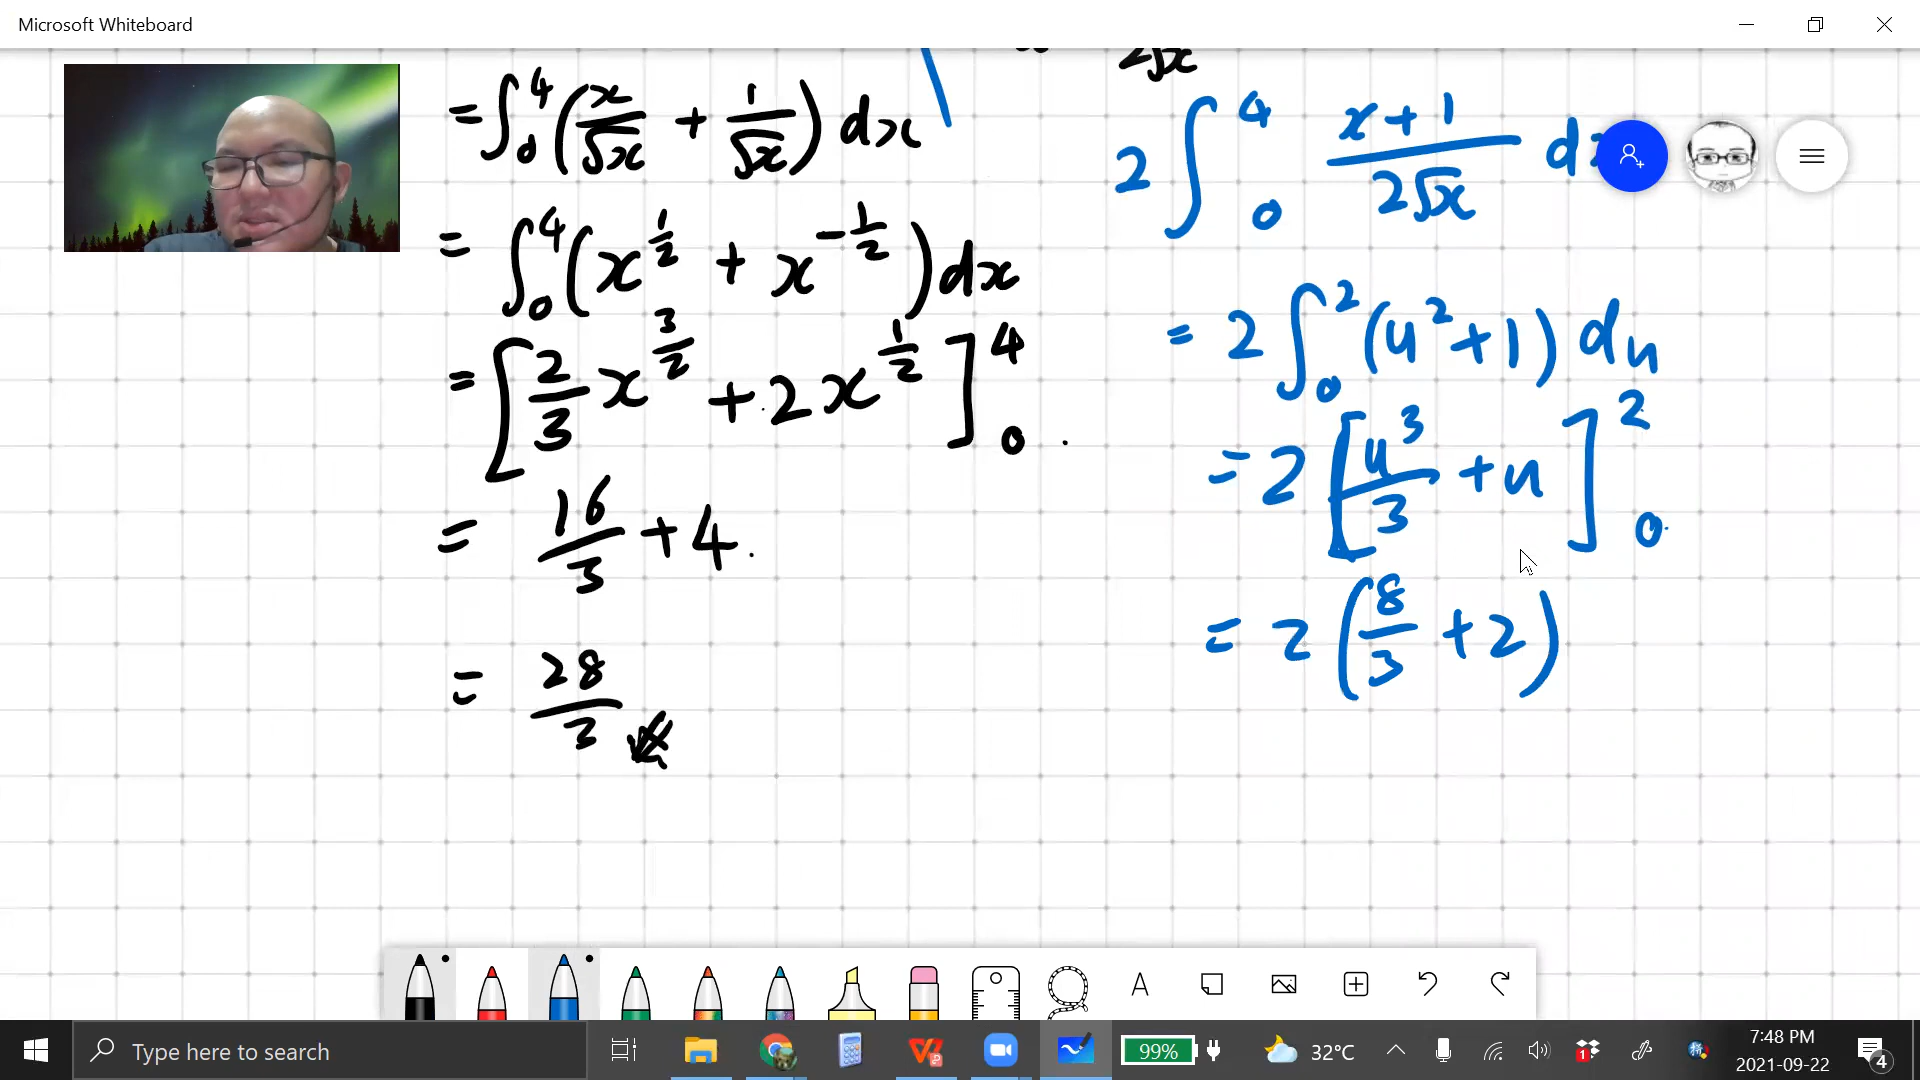 Microsoft Whiteboard
2√x
= ∫₀⁴ (x/√x + 1/√x) dx
= ∫₀⁴ (x^(1/2) + x^(-1/2)) dx
= [2/3 x^(3/2) + 2x^(1/2)]₀⁴
= 16/3 + 4
= 28/3
2 ∫₀⁴ (x+1)/(2√x) d
= 2 ∫₀² (u²+1) du
= 2 [u³/3 + u]₀²
= 2 (8/3 + 2)
A
Type here to search
99%
32°C
1
7:48 PM
2021-09-22
4